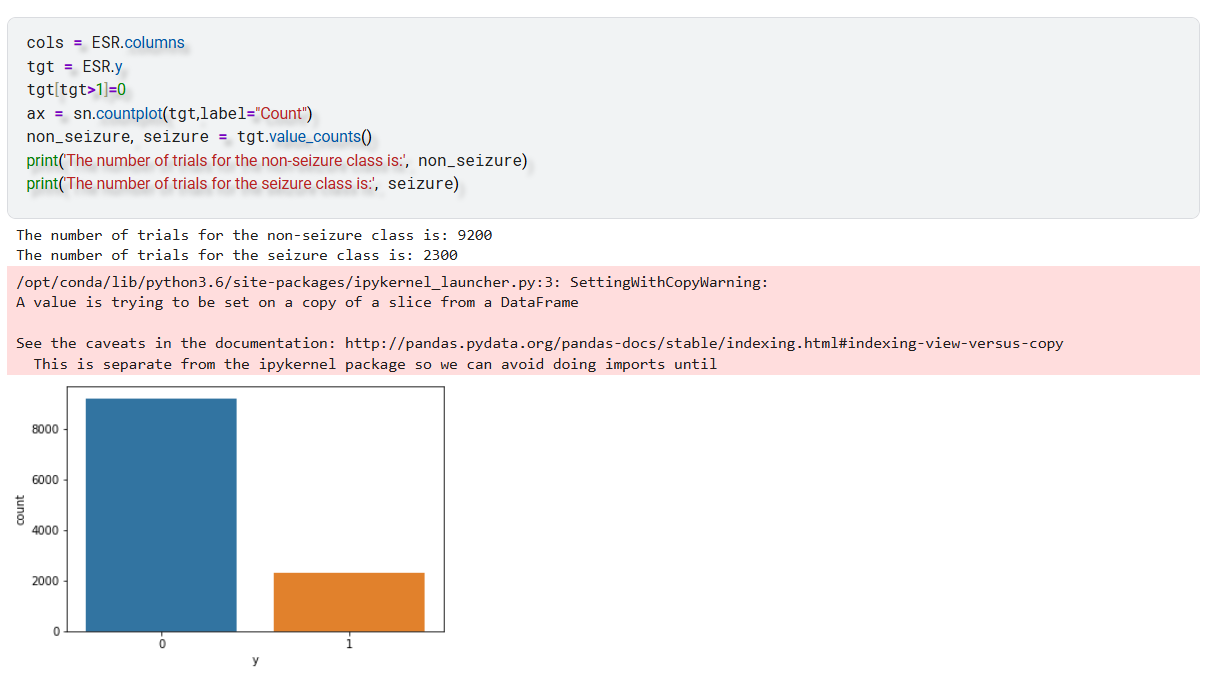 cols = ESR.columns
tgt = ESR.y
tgt[tgt>1]=0
ax = sn.countplot(tgt,label="Count")
non_seizure, seizure = tgt.value_counts()
print('The number of trials for the non-seizure class is:', non_seizure)
print('The number of trials for the seizure class is:', seizure)
The number of trials for the non-seizure class is: 9200
The number of trials for the seizure class is: 2300
/opt/conda/lib/python3.6/site-packages/ipykernel_launcher.py:3: SettingWithCopyWarning:
A value is trying to be set on a copy of a slice from a DataFrame
See the caveats in the documentation: http://pandas.pydata.org/pandas-docs/stable/indexing.html#indexing-view-versus-copy
This is separate from the ipykernel package so we can avoid doing imports until
8000
6000
4000
2000
0
count
0 1
y